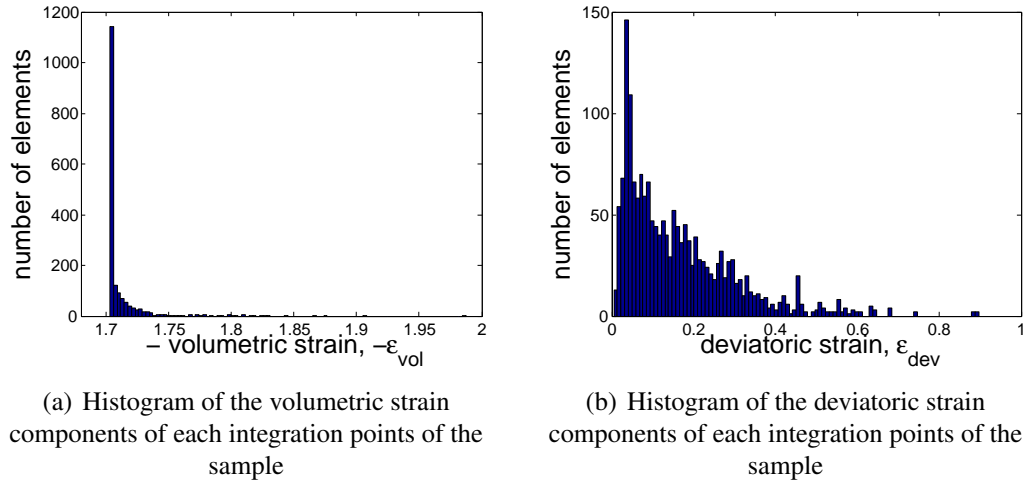 1200
1000
800
600
400
200
0
number of elements
1.7 1.75 1.8 1.85 1.9 1.95 2
– volumetric strain, –ε_vol
150
100
50
0
number of elements
0 0.2 0.4 0.6 0.8 1
deviatoric strain, ε_dev
(a) Histogram of the volumetric strain
components of each integration points of the
sample
(b) Histogram of the deviatoric strain
components of each integration points of the
sample